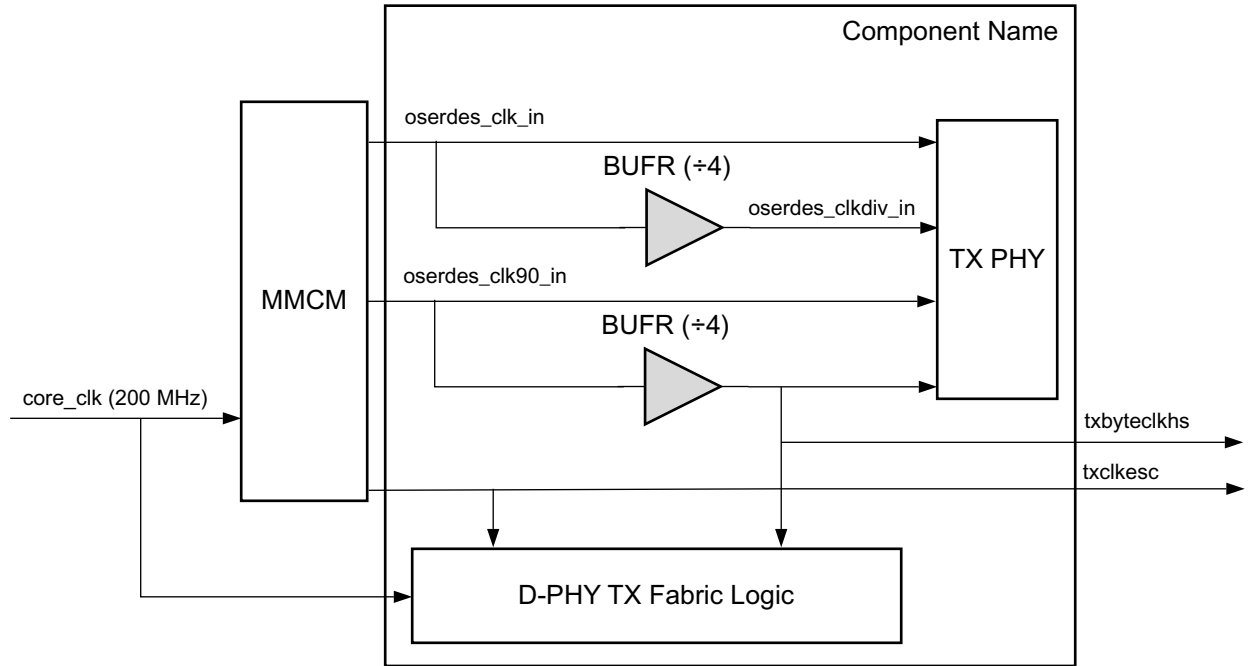 Component Name
oserdes_clk_in
BUFR (÷4)
oserdes_clkdiv_in
TX PHY
oserdes_clk90_in
MMCM
BUFR (÷4)
core_clk (200 MHz)
txbyteclkhs
txclkesc
D-PHY TX Fabric Logic